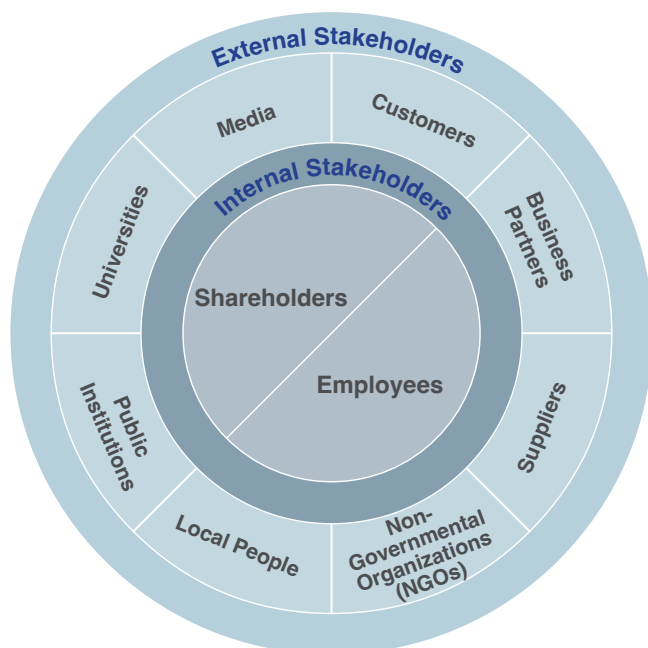 External Stakeholders
Media
Customers
Business
Partners
Suppliers
Non-
Governmental
Organizations
(NGOs)
Local People
Public
Institutions
Universities
Internal Stakeholders
Shareholders
Employees